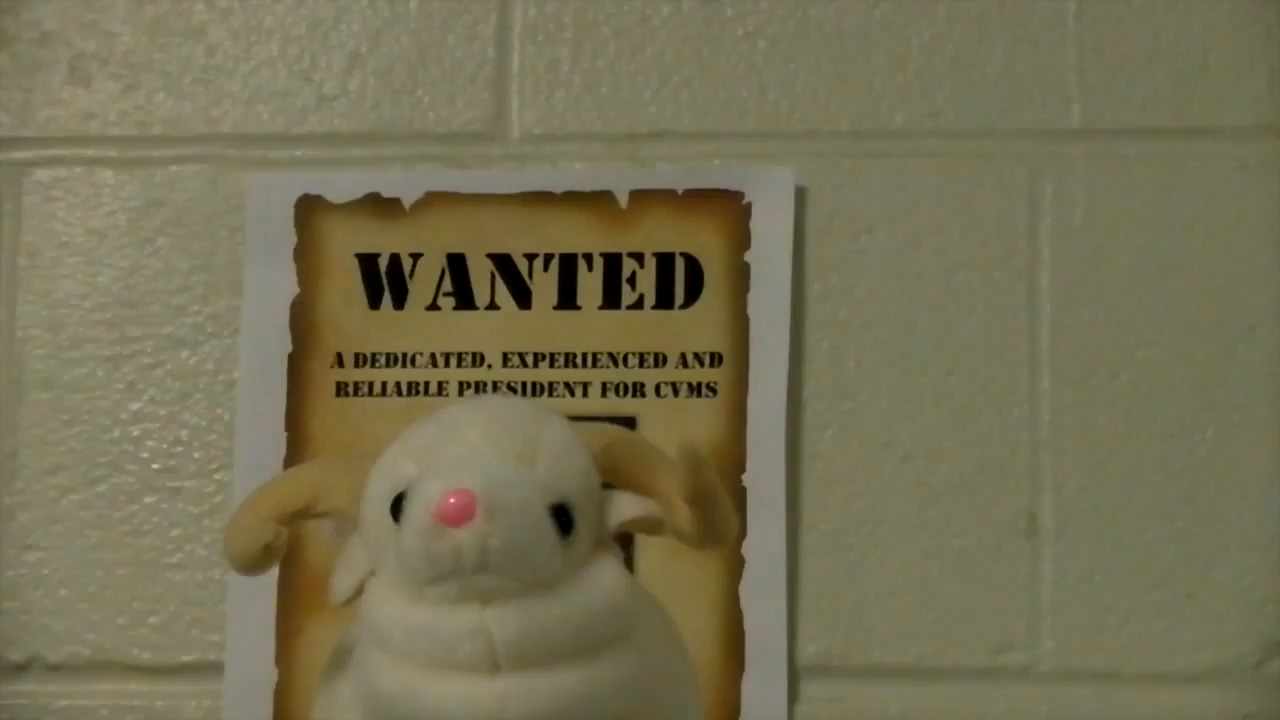 WANTED
A DEDICATED, EXPERIENCED AND
RELIABLE PRESIDENT FOR CVMS